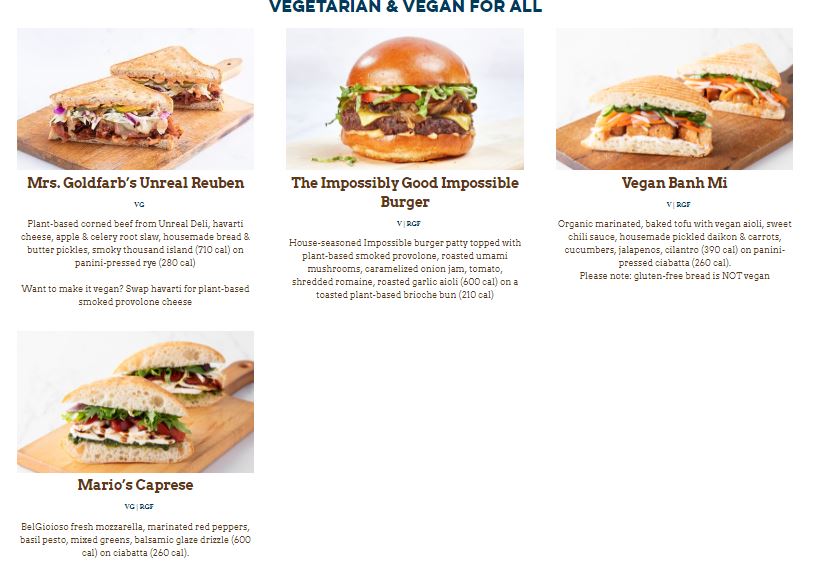 VEGETARIAN & VEGAN FOR ALL
Mrs. Goldfarb's Unreal Reuben
VG
Plant-based corned beef from Unreal Deli, havarti
cheese, apple & celery root slaw, housemade bread &
butter pickles, smoky thousand island (710 cal) on
panini-pressed rye (280 cal)
Want to make it vegan? Swap havarti for plant-based
smoked provolone cheese
The Impossibly Good Impossible
Burger
V | RGF
House-seasoned Impossible burger patty topped with
plant-based smoked provolone, roasted umami
mushrooms, caramelized onion jam, tomato,
shredded romaine, roasted garlic aioli (600 cal) on a
toasted plant-based brioche bun (210 cal)
Vegan Banh Mi
V | RGF
Organic marinated, baked tofu with vegan aioli, sweet
chili sauce, housemade pickled daikon & carrots,
cucumbers, jalapenos, cilantro (390 cal) on panini-
pressed ciabatta (260 cal).
Please note: gluten-free bread is NOT vegan
Mario's Caprese
VG | RGF
BelGioioso fresh mozzarella, marinated red peppers,
basil pesto, mixed greens, balsamic glaze drizzle (600
cal) on ciabatta (260 cal).